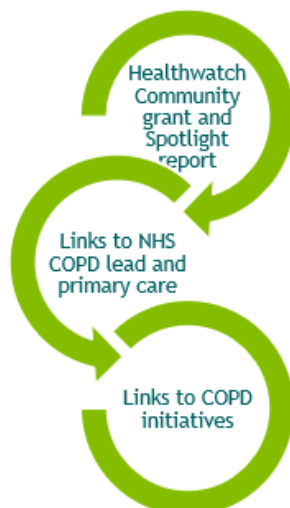 Healthwatch
Community
grant and
Spotlight
report
Links to NHS
COPD lead and
primary care
Links to COPD
initiatives